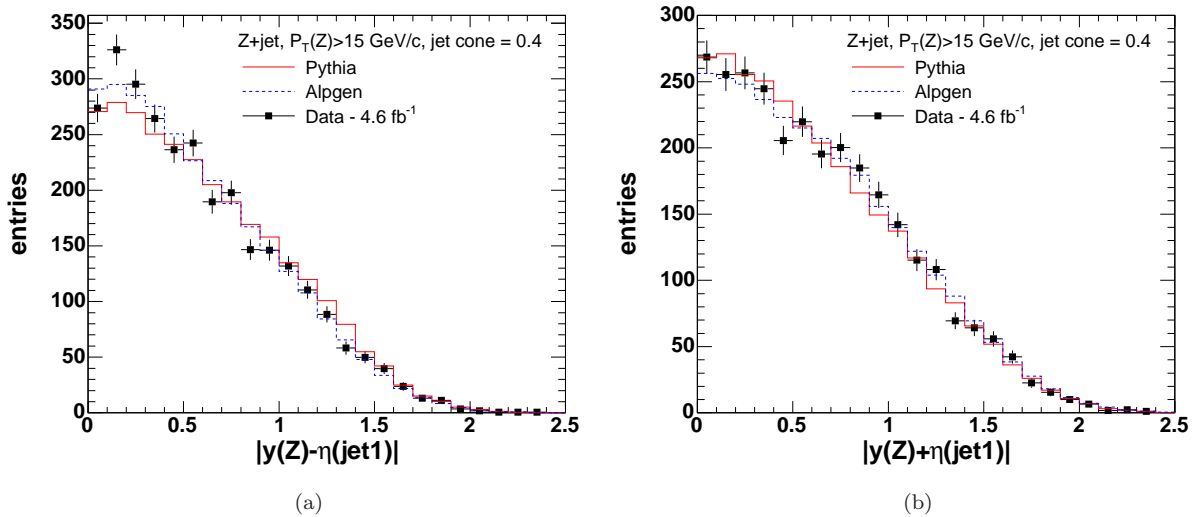 Z+jet, P_T(Z)>15 GeV/c, jet cone = 0.4
Pythia
Alpgen
Data - 4.6 fb⁻¹
entries
350
300
250
200
150
100
50
0
0 0.5 1 1.5 2 2.5
|y(Z)-η(jet1)|
(a)
Z+jet, P_T(Z)>15 GeV/c, jet cone = 0.4
Pythia
Alpgen
Data - 4.6 fb⁻¹
entries
300
250
200
150
100
50
0
0 0.5 1 1.5 2 2.5
|y(Z)+η(jet1)|
(b)